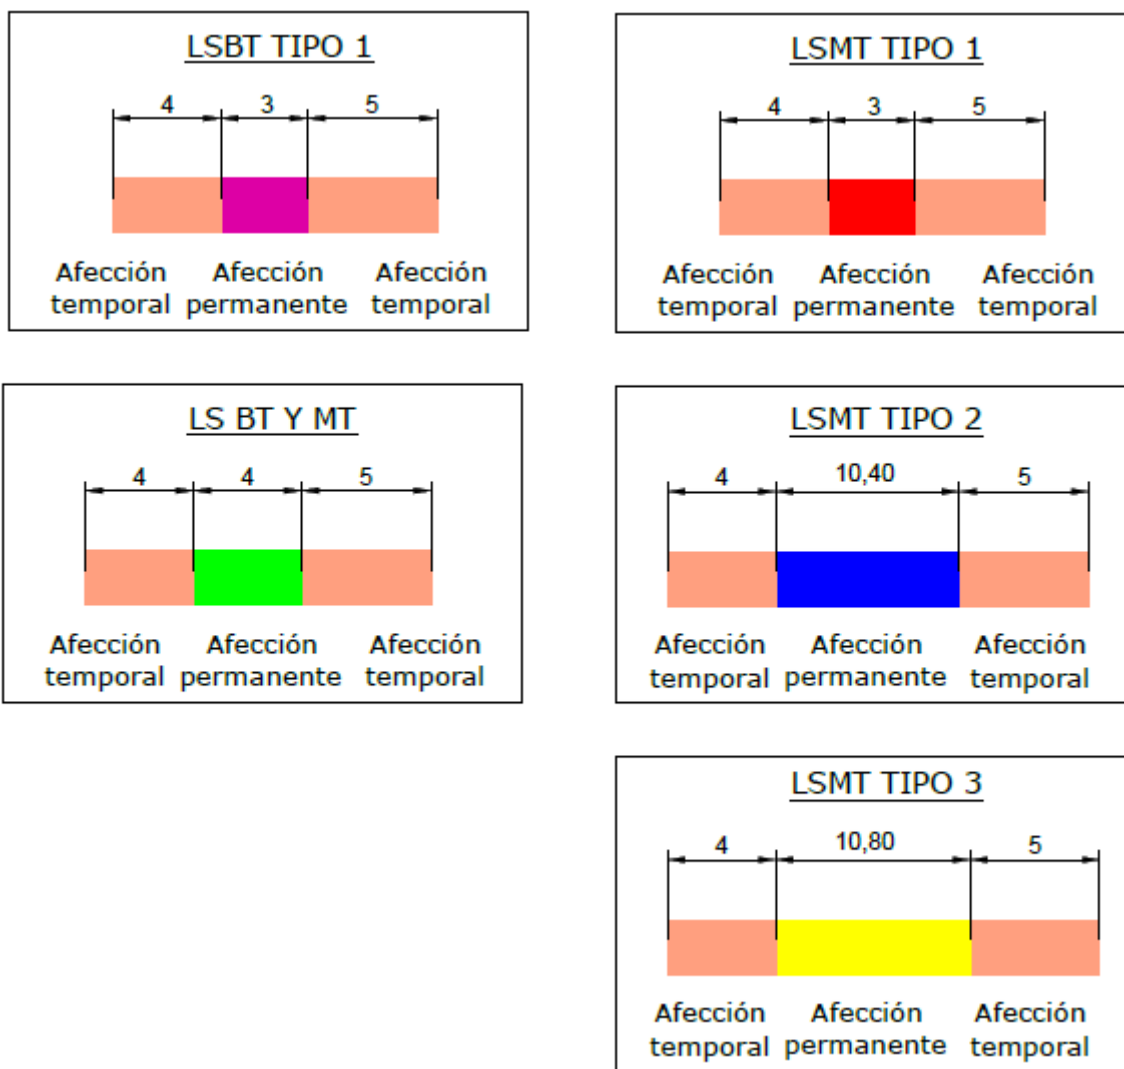 LSBT TIPO 1
4 3 5
Afección Afección Afección
temporal permanente temporal
LSMT TIPO 1
4 3 5
Afección Afección Afección
temporal permanente temporal
LS BT Y MT
4 4 5
Afección Afección Afección
temporal permanente temporal
LSMT TIPO 2
4 10,40 5
Afección Afección Afección
temporal permanente temporal
LSMT TIPO 3
4 10,80 5
Afección Afección Afección
temporal permanente temporal